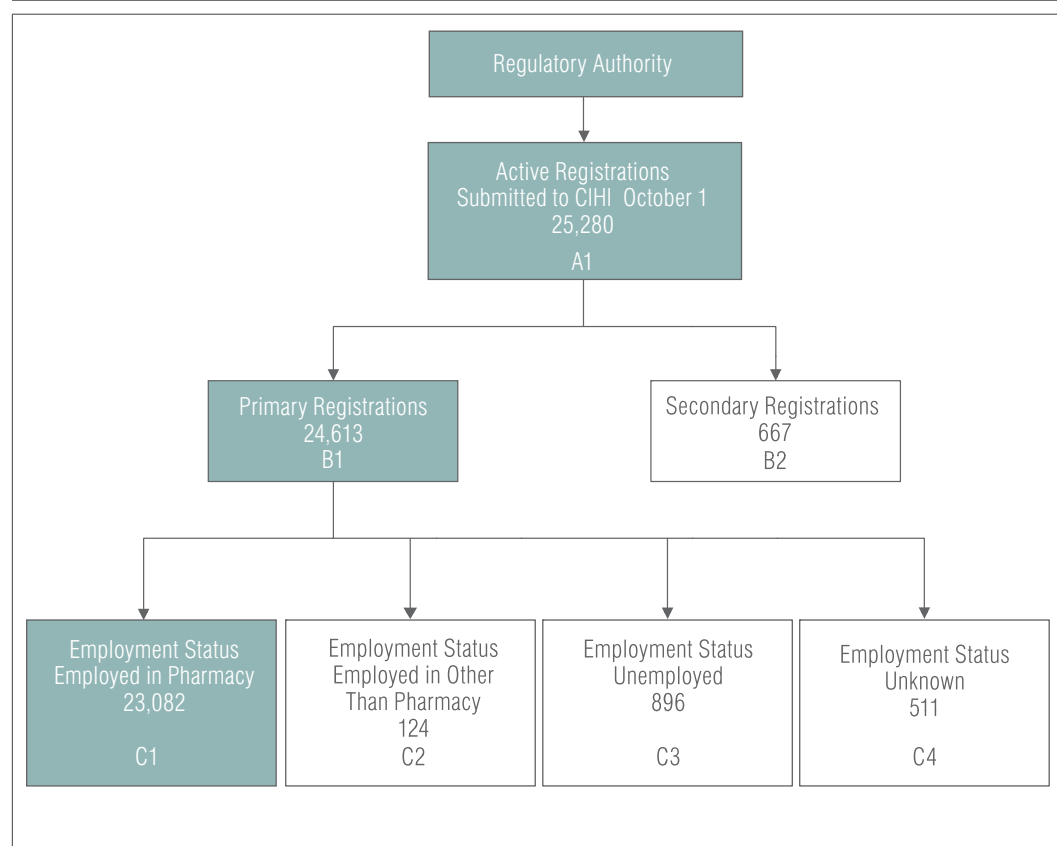 Regulatory Authority
Active Registrations
Submitted to CIHI October 1
25,280
A1
Primary Registrations
24,613
B1
Secondary Registrations
667
B2
Employment Status
Employed in Pharmacy
23,082
C1
Employment Status
Employed in Other
Than Pharmacy
124
C2
Employment Status
Unemployed
896
C3
Employment Status
Unknown
511
C4